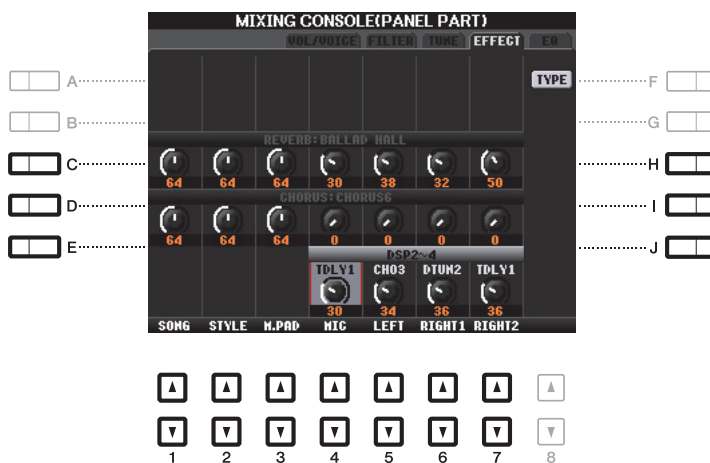 MIXING CONSOLE(PANEL PART)
VOL/VOICE FILTER TUNE EFFECT EQ
A
TYPE F
B G
REVERB:BALLAD HALL
C H
64 64 64 30 38 32 50
CHORUS:CHORUS6
D I
64 64 64 0 0 0 0
E J
DSP2~4
TDLY1 CHO3 DTUN2 TDLY1
30 34 36 36
SONG STYLE M.PAD MIC LEFT RIGHT1 RIGHT2
1 2 3 4 5 6 7 8